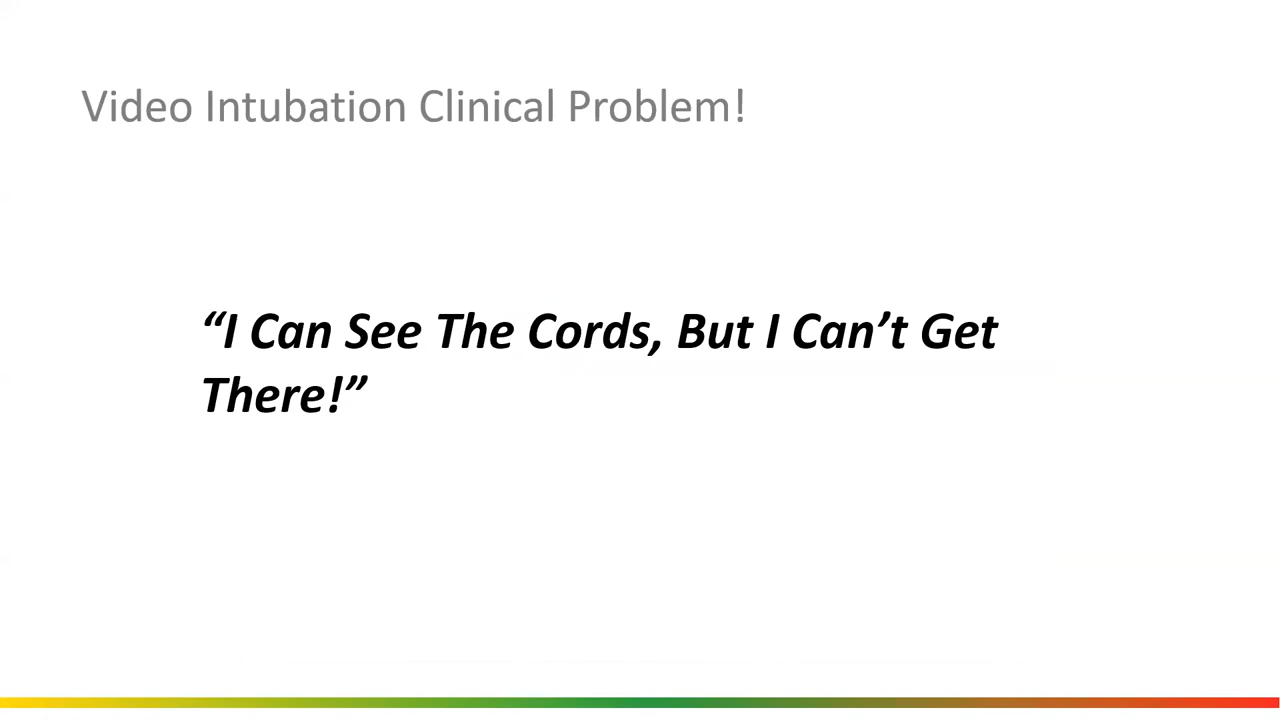 Video Intubation Clinical Problem!
“I Can See The Cords, But I Can’t Get
There!”